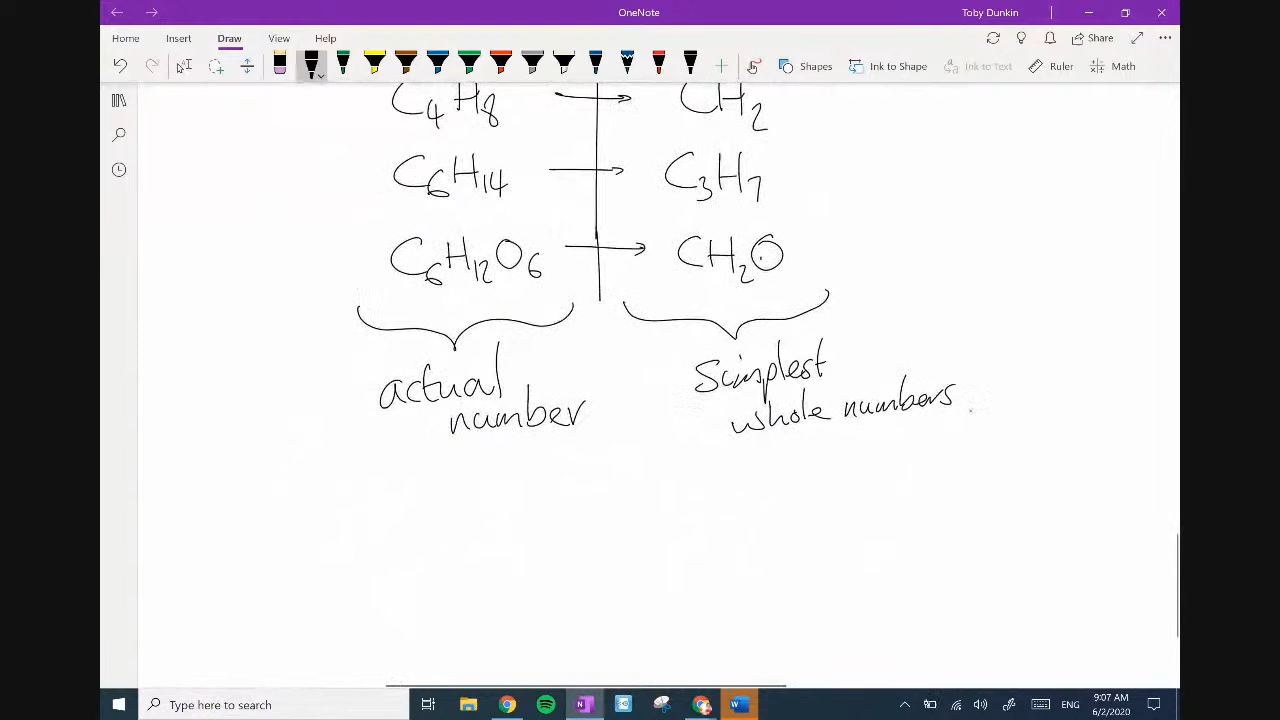 OneNote
Toby Dunkin
Home Insert Draw View Help
Share
Shapes Ink to Shape Ink to Text Ruler Math
C4H8 → CH2
C6H14 → C3H7
C6H12O6 → CH2O
actual
number
simplest
whole numbers
Type here to search
ENG
9:07 AM
6/2/2020